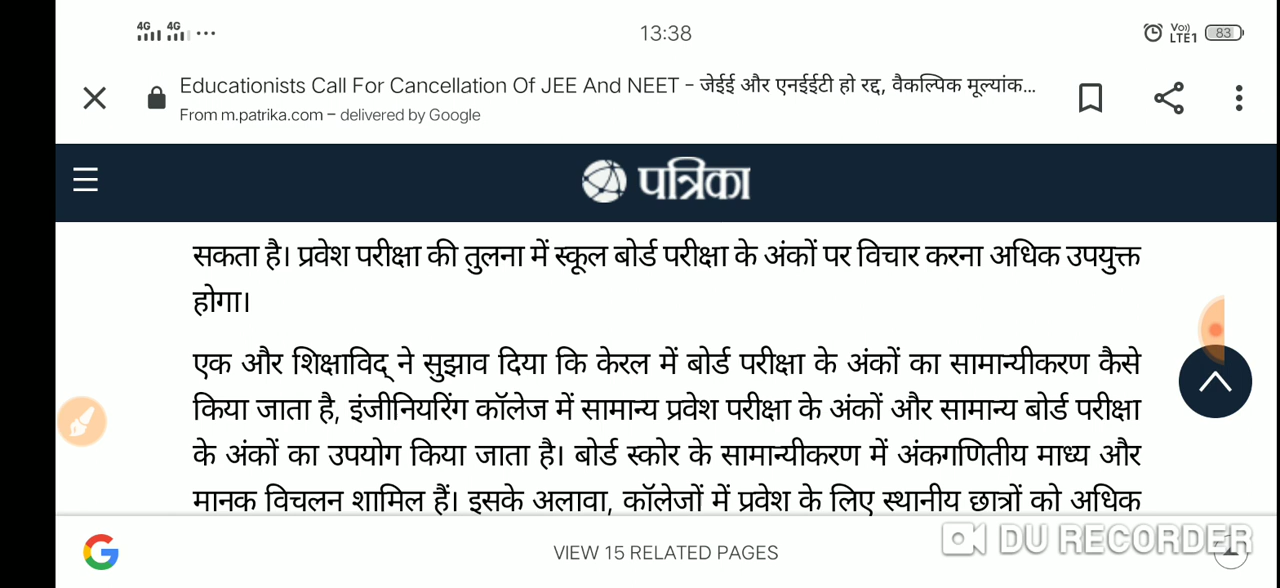 4G 4G
13:38
Vo)) LTE1 83
Educationists Call For Cancellation Of JEE And NEET - जेईई और एनईईटी हो रद्द, वैकल्पिक मूल्यांक...
From m.patrika.com – delivered by Google
पत्रिका
सकता है। प्रवेश परीक्षा की तुलना में स्कूल बोर्ड परीक्षा के अंकों पर विचार करना अधिक उपयुक्त
होगा।
एक और शिक्षाविद् ने सुझाव दिया कि केरल में बोर्ड परीक्षा के अंकों का सामान्यीकरण कैसे
किया जाता है, इंजीनियरिंग कॉलेज में सामान्य प्रवेश परीक्षा के अंकों और सामान्य बोर्ड परीक्षा
के अंकों का उपयोग किया जाता है। बोर्ड स्कोर के सामान्यीकरण में अंकगणितीय माध्य और
मानक विचलन शामिल हैं। इसके अलावा, कॉलेजों में प्रवेश के लिए स्थानीय छात्रों को अधिक
VIEW 15 RELATED PAGES
DU RECORDER